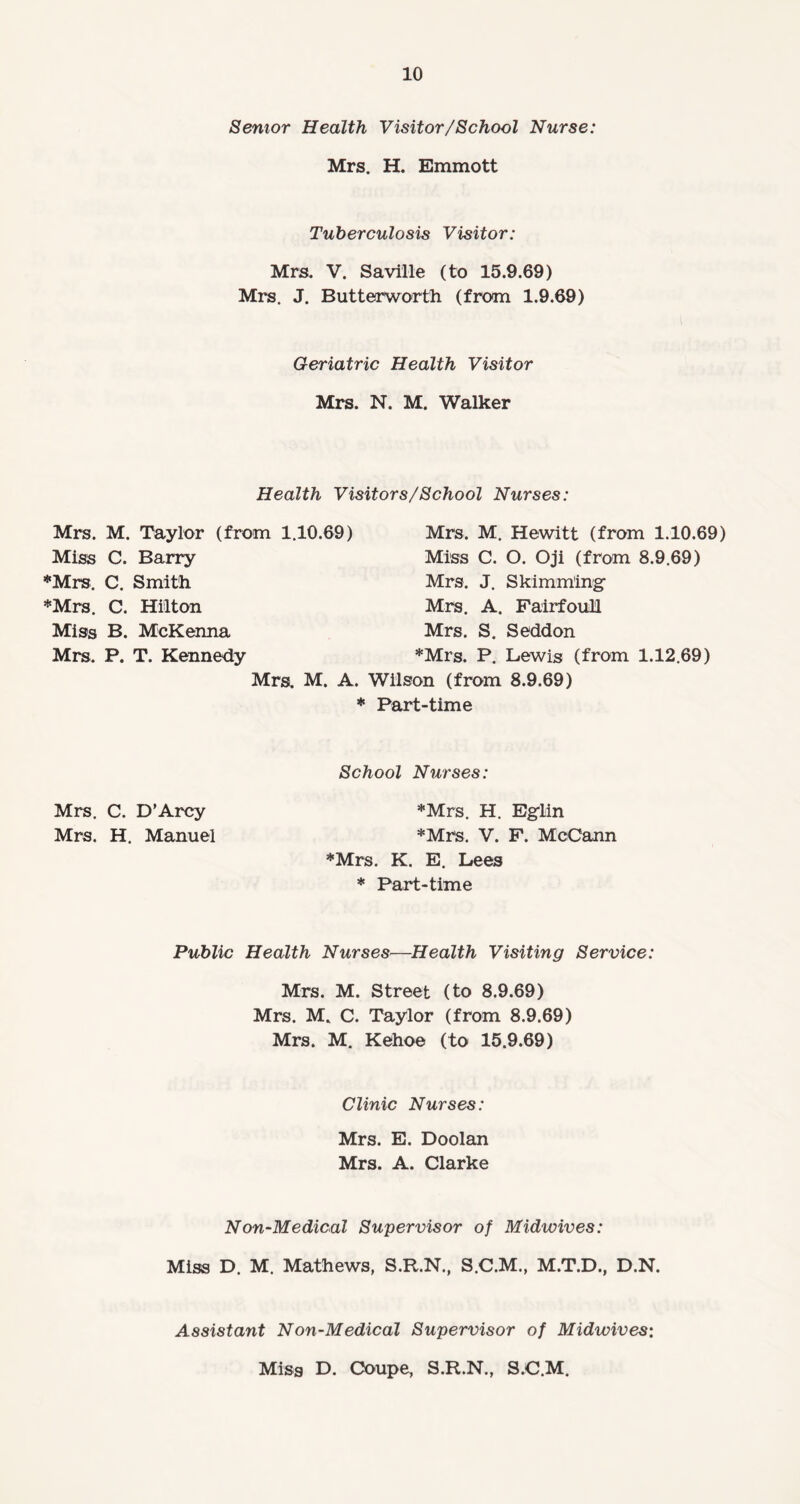 10
Senior Health Visitor/School Nurse:
Mrs. H. Emmott
Tuberculosis Visitor:
Mrs. V. Saville (to 15.9.69)
Mrs. J. Butterworth (from 1.9.69)
Geriatric Health Visitor
Mrs. N. M. Walker
Health Visitors/School Nurses:
Mrs. M. Taylor (from 1.10.69) Mrs. M. Hewitt (from 1.10.69)
Miss C. Barry Miss C. O. Oji (from 8.9.69)
*Mrs. C. Smith Mrs. J. Skimming
*Mrs. C. Hilton Mrs. A. Fairfoull
Miss B. McKenna Mrs. S. Seddon
Mrs. P. T. Kennedy *Mrs. P. Lewis (from 1.12.69)
Mrs. M. A. Wilson (from 8.9.69)
* Part-time
School Nurses:
Mrs. C. D'Arcy *Mrs. H. Eglin
Mrs. H. Manuel *Mrs. V. F. McCann
*Mrs. K. E. Lees
* Part-time
Public Health Nurses—Health Visiting Service:
Mrs. M. Street (to 8.9.69)
Mrs. M. C. Taylor (from 8.9.69)
Mrs. M. Kehoe (to 15.9.69)
Clinic Nurses:
Mrs. E. Doolan
Mrs. A. Clarke
Non-Medical Supervisor of Midwives:
Miss D. M. Mathews, S.R.N., S.C.M., M.T.D., D.N.
Assistant Non-Medical Supervisor of Midwives:
Miss D. Coupe, S.R.N., S.C.M.